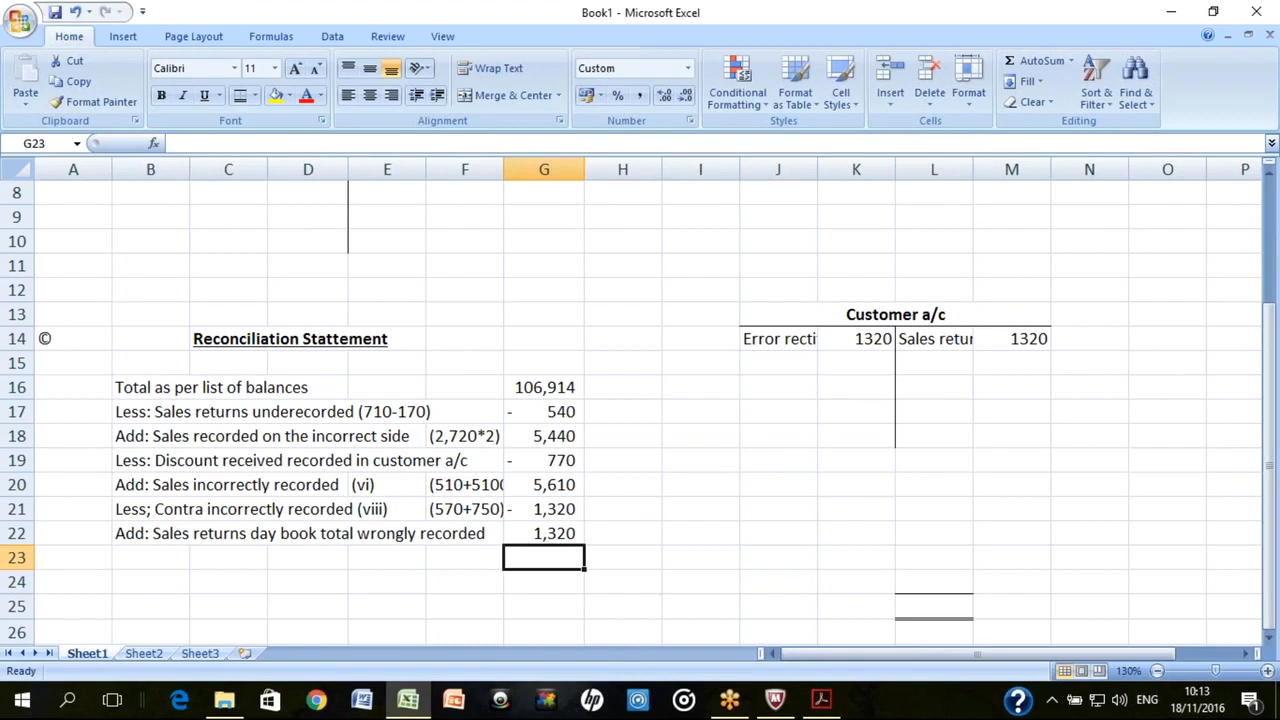 Book1 - Microsoft Excel
Home Insert Page Layout Formulas Data Review View
Paste Cut Copy Format Painter Clipboard
Calibri 11 A A B I U A Font
Wrap Text Merge & Center Alignment
Custom % , Number
Conditional Formatting Format as Table Cell Styles Styles
Insert Delete Format Cells
Σ AutoSum Fill Clear Sort & Filter Find & Select Editing
G23 fx
A B C D E F G H I J K L M N O P
8
9
10
11
12
13 Customer a/c
14 © Reconciliation Stattement Error recti 1320 Sales retur 1320
15
16 Total as per list of balances 106,914
17 Less: Sales returns underecorded (710-170) - 540
18 Add: Sales recorded on the incorrect side (2,720*2) 5,440
19 Less: Discount received recorded in customer a/c - 770
20 Add: Sales incorrectly recorded (vi) (510+5100 5,610
21 Less; Contra incorrectly recorded (viii) (570+750) - 1,320
22 Add: Sales returns day book total wrongly recorded 1,320
23
24
25
26
Sheet1 Sheet2 Sheet3
Ready 130%
hp ? ENG 10:13
18/11/2016